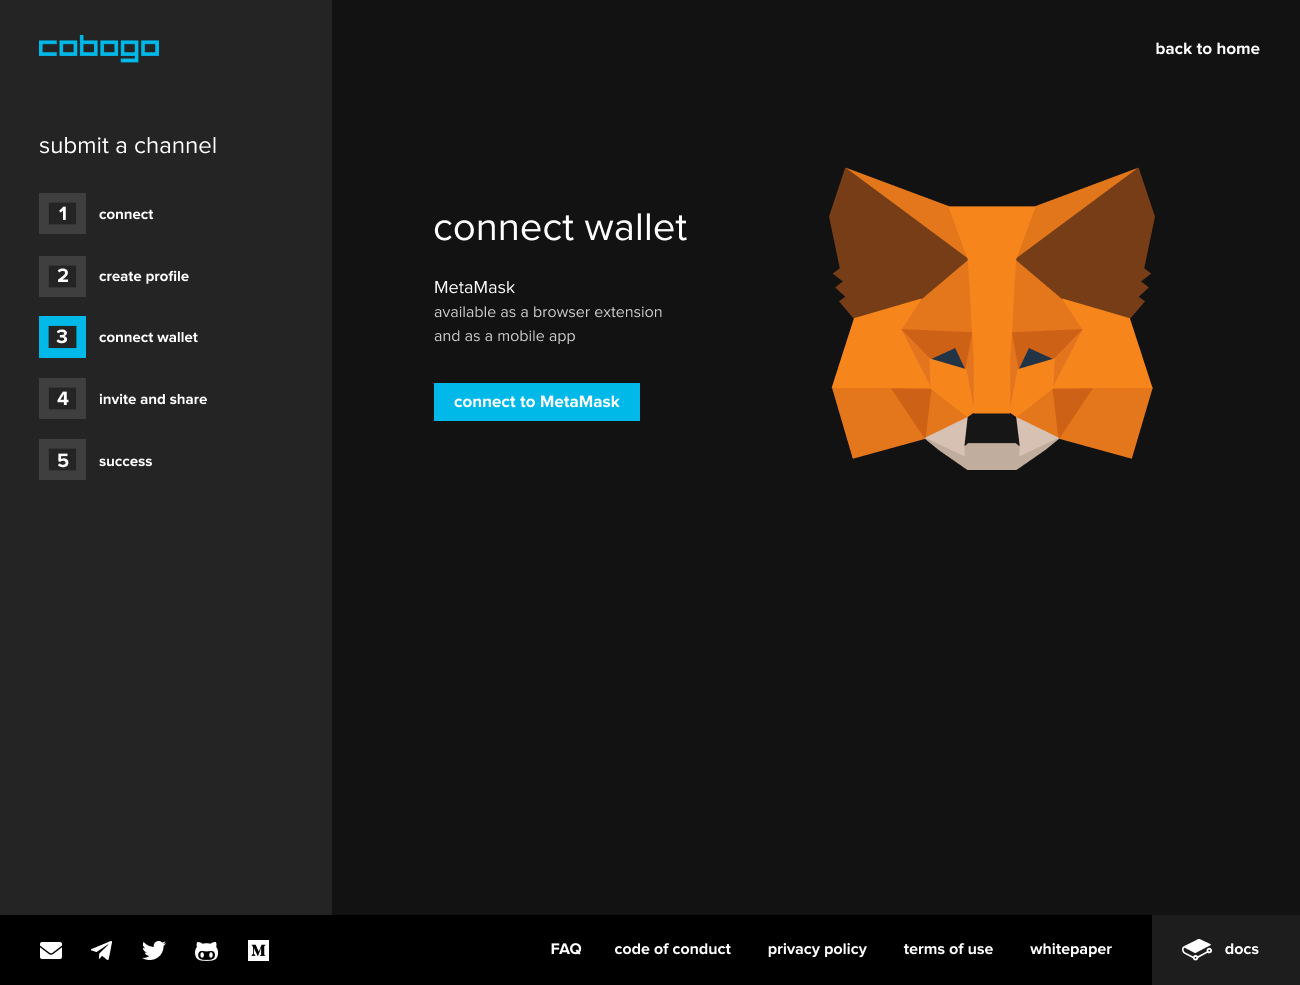 cobogo
back to home
submit a channel
1 connect
2 create profile
3 connect wallet
4 invite and share
5 success
connect wallet
MetaMask
available as a browser extension
and as a mobile app
connect to MetaMask
M
FAQ code of conduct privacy policy terms of use whitepaper docs